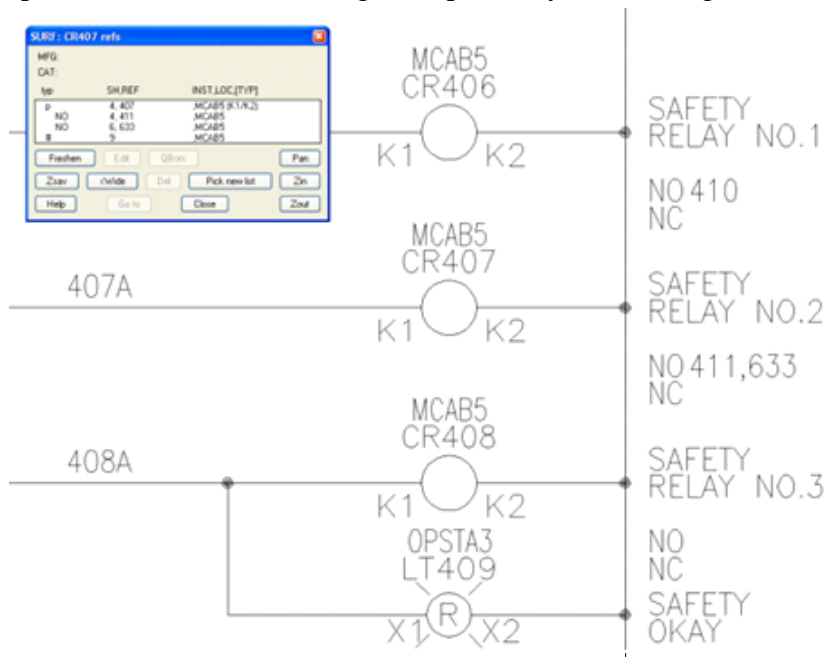 SURF: CR407 refs
MFG:
CAT:
typ SH,REF INST,LOC,[TYP]
p 4, 407 ,MCAB5 (K1/K2)
NO 4, 411 ,MCAB5
NO 6, 633 ,MCAB5
9 ,MCAB5
Freshen Edit QBom Pan
Zsav <Wide Del Pick new list Zin
Help Go to Close Zout
MCAB5
CR406
K1 K2
SAFETY
RELAY NO.1
NO 410
NC
407A
MCAB5
CR407
K1 K2
SAFETY
RELAY NO.2
NO 411,633
NC
408A
MCAB5
CR408
K1 K2
SAFETY
RELAY NO.3
NO
NC
OPSTA3
LT409
X1 R X2
SAFETY
OKAY